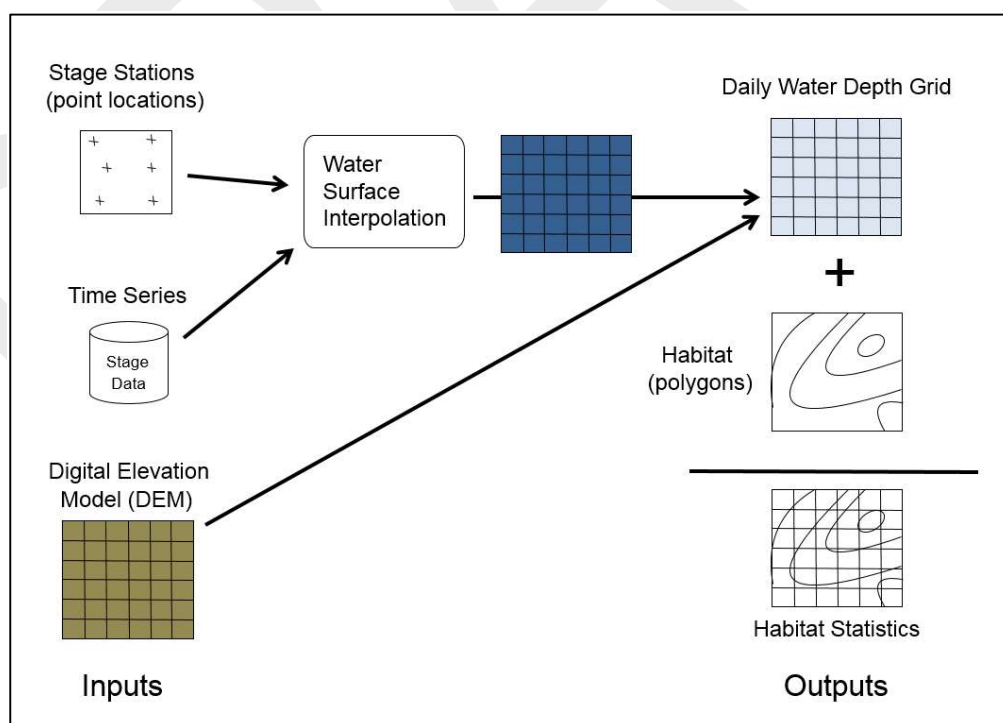 Stage Stations
(point locations)
Water
Surface
Interpolation
Daily Water Depth Grid
Time Series
Stage
Data
Habitat
(polygons)
Digital Elevation
Model (DEM)
Habitat Statistics
Inputs
Outputs